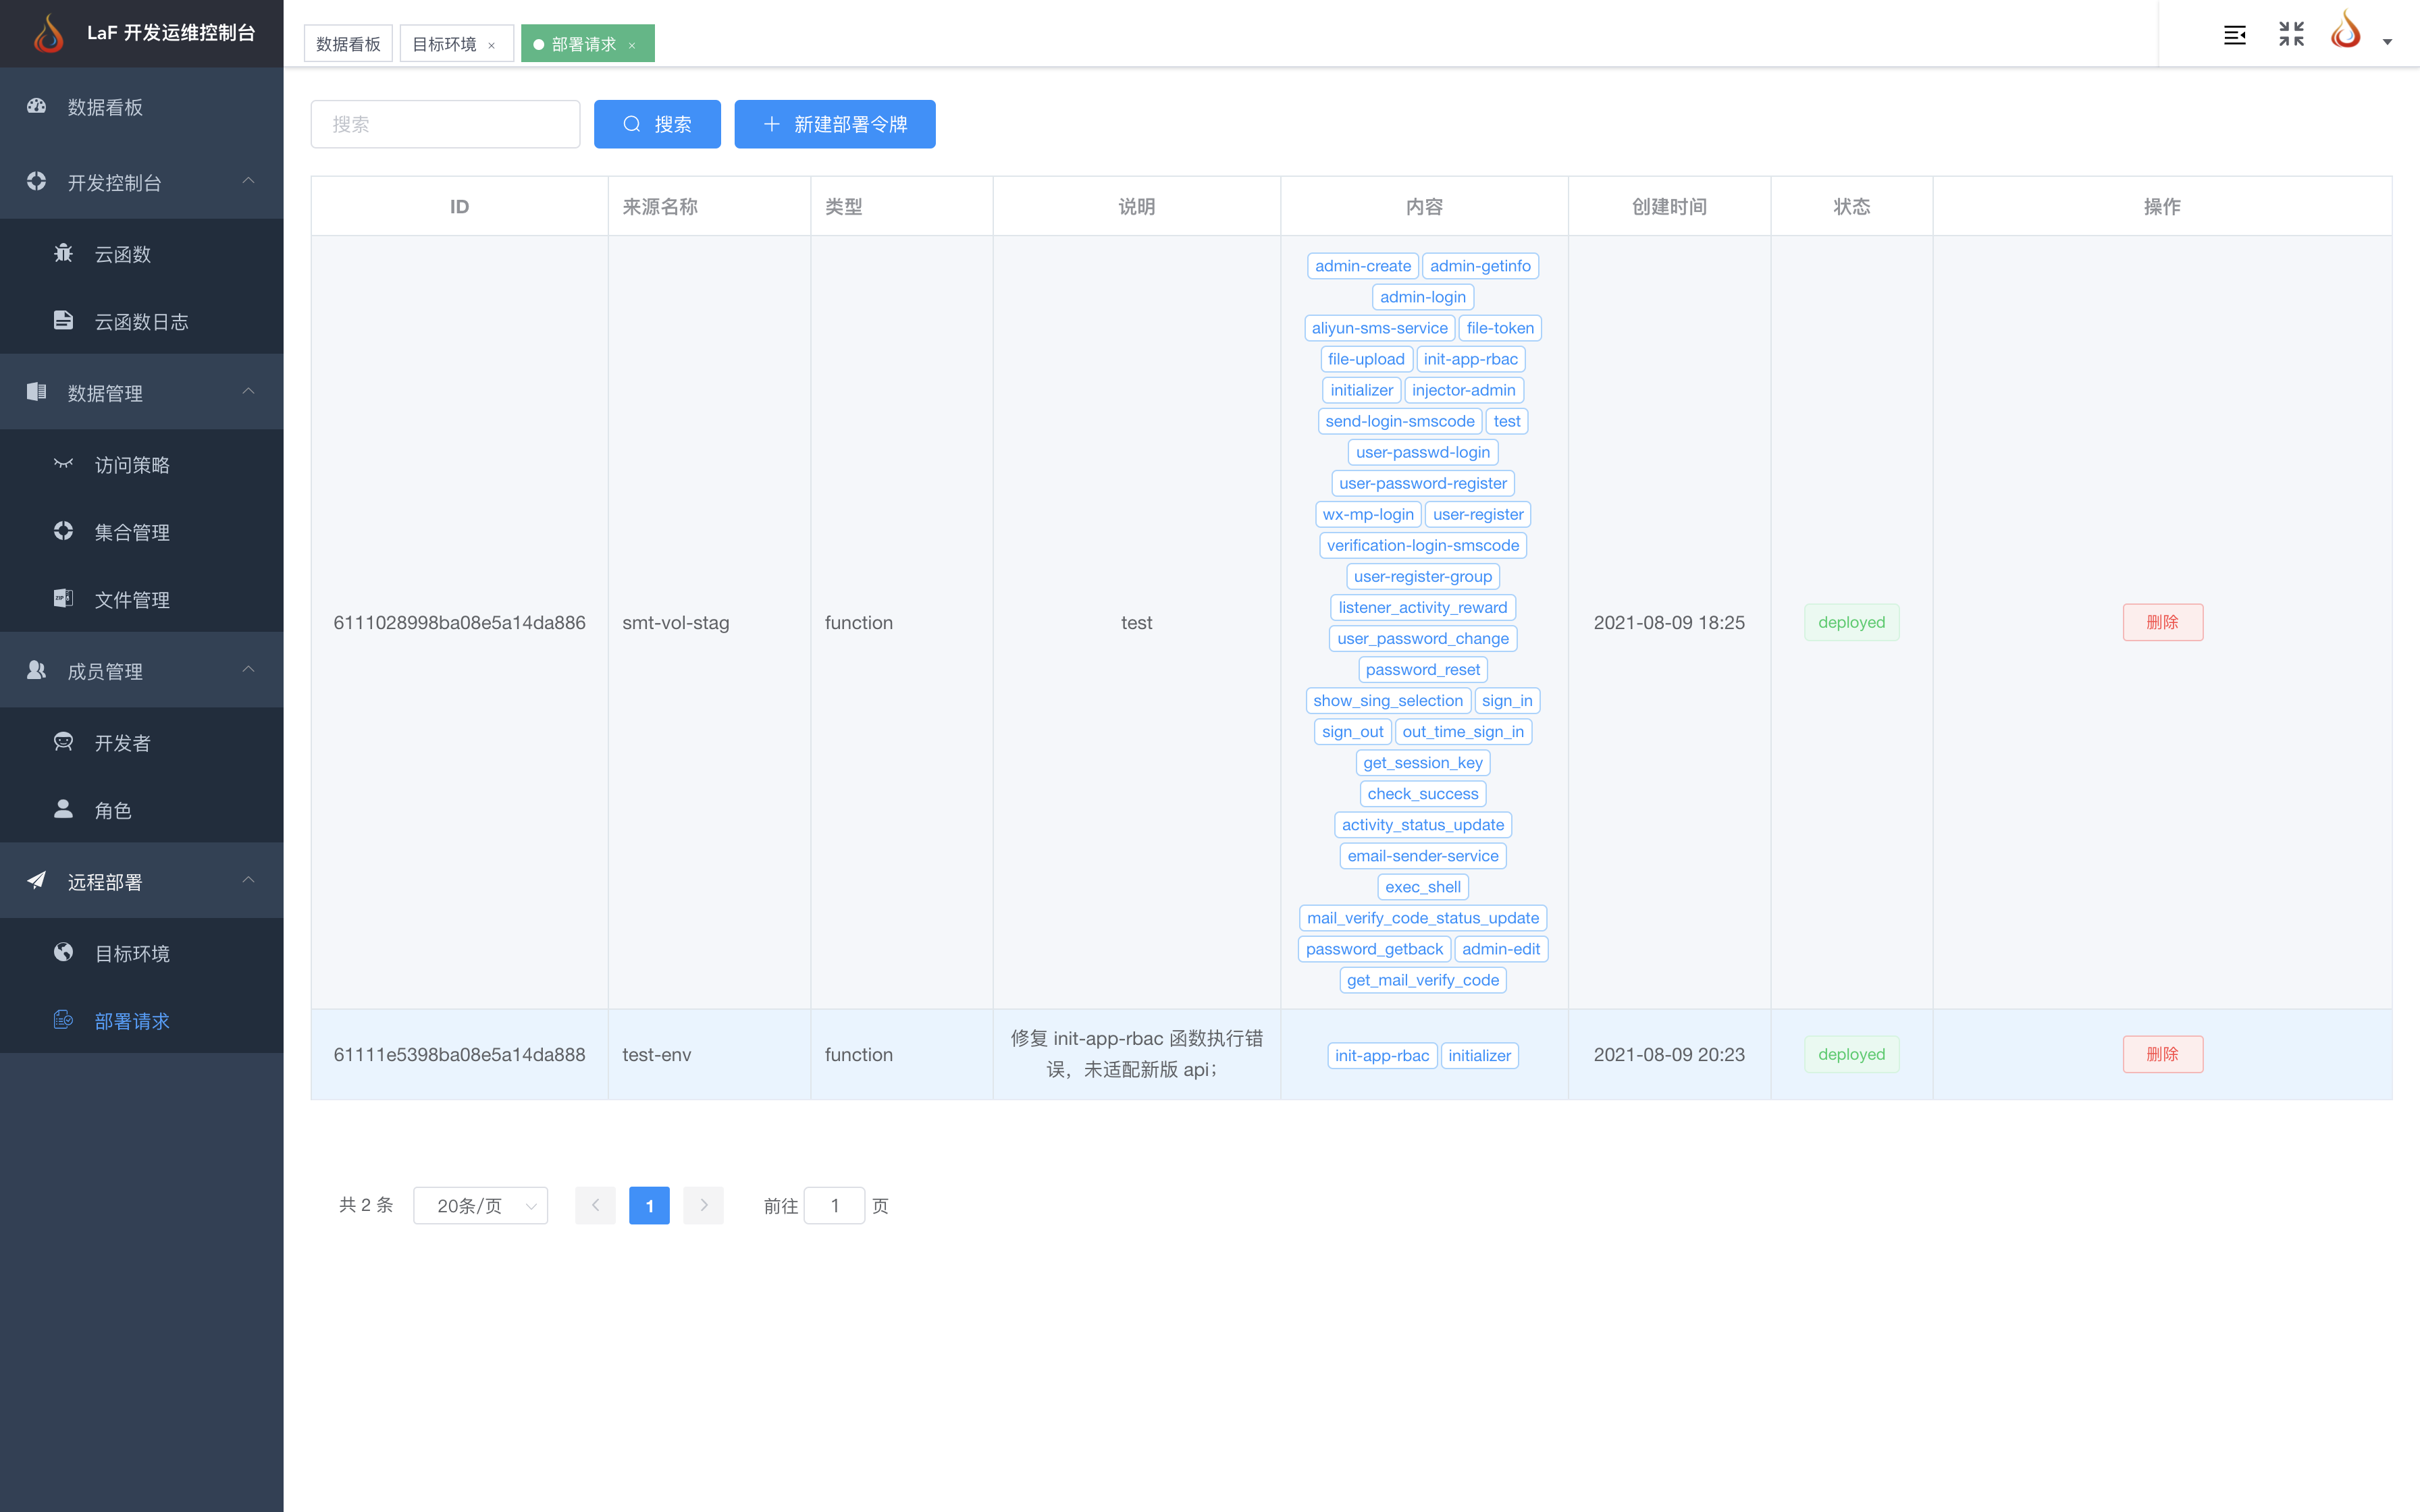 LaF 开发运维控制台
数据看板
开发控制台
云函数
云函数日志
数据管理
访问策略
集合管理
文件管理
成员管理
开发者
角色
远程部署
目标环境
部署请求
数据看板 目标环境 × 部署请求 ×
搜索 搜索 新建部署令牌
ID 来源名称 类型 说明 内容 创建时间 状态 操作
6111028998ba08e5a14da886 smt-vol-stag function test
admin-create admin-getinfo
admin-login
aliyun-sms-service file-token
file-upload init-app-rbac
initializer injector-admin
send-login-smscode test
user-passwd-login
user-password-register
wx-mp-login user-register
verification-login-smscode
user-register-group
listener_activity_reward
user_password_change
password_reset
show_sing_selection sign_in
sign_out out_time_sign_in
get_session_key
check_success
activity_status_update
email-sender-service
exec_shell
mail_verify_code_status_update
password_getback admin-edit
get_mail_verify_code
2021-08-09 18:25 deployed 删除
61111e5398ba08e5a14da888 test-env function
修复 init-app-rbac 函数执行错
误，未适配新版 api；
init-app-rbac initializer
2021-08-09 20:23 deployed 删除
共 2 条 20条/页 1 前往 1 页